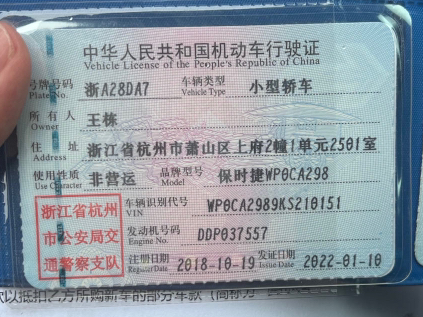 中华人民共和国机动车行驶证
Vehicle License of the People's Republic of China
号牌号码 浙A28DA7 车辆类型 小型轿车
Plate No. Vehicle Type
所有人 王栋
Owner
住址 浙江省杭州市萧山区上府2幢1单元2501室
Address
使用性质 非营运 品牌型号 保时捷WP0CA298
Use Character Model
浙江省杭州
市公安局交
通警察支队
车辆识别代号 WP0CA2989KS210151
VIN
发动机号码 DDP037557
Engine No.
注册日期 2018-10-19 发证日期 2022-01-10
Register Date Issue Date